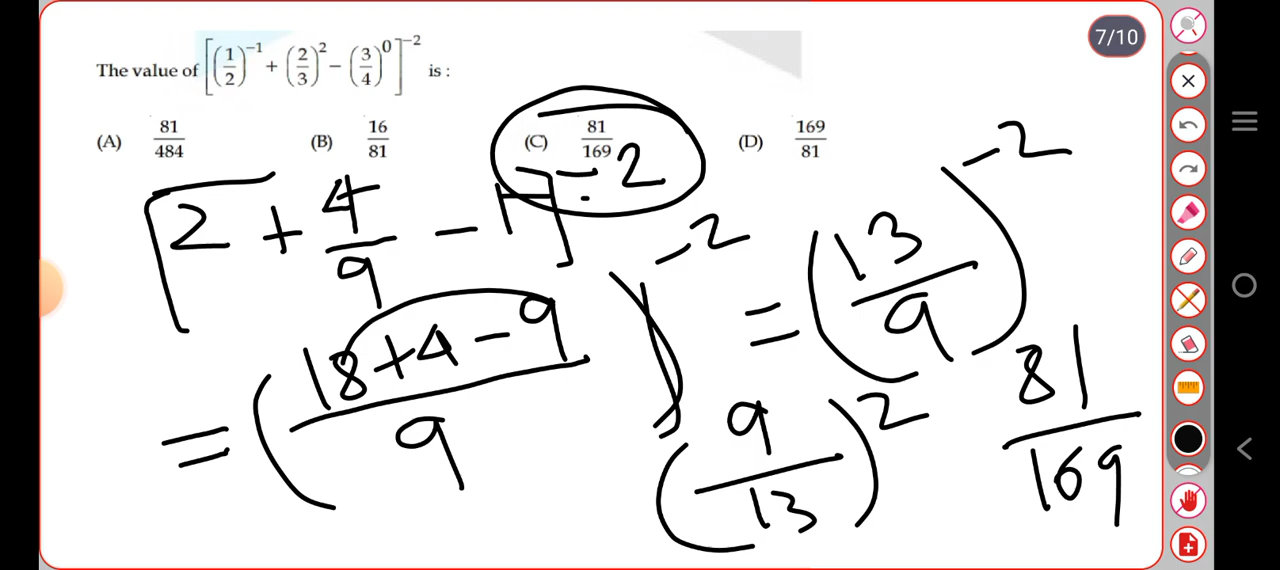 7/10
The value of [(1/2)^-1 + (2/3)^2 − (3/4)^0]^-2 is :
(A) 81/484 (B) 16/81 (C) 81/169 (D) 169/81
[2 + 4/9 − 1]^-2
= (18+4−9/9)^-2 = (13/9)^-2
(9/13)^2 81/169